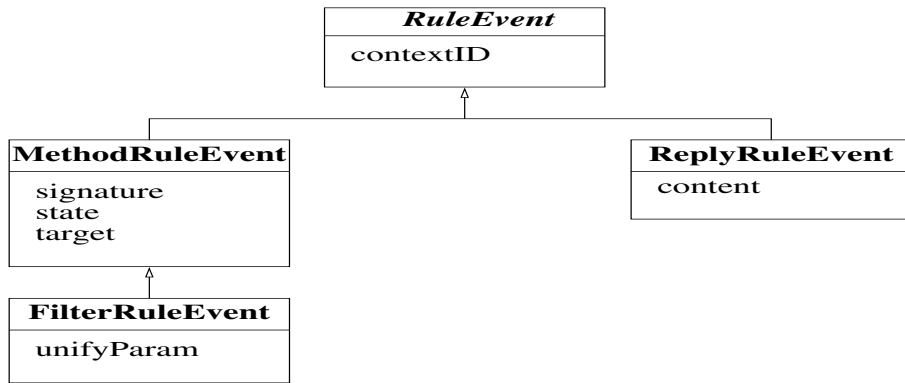 RuleEvent
contextID
MethodRuleEvent
signature
state
target
ReplyRuleEvent
content
FilterRuleEvent
unifyParam